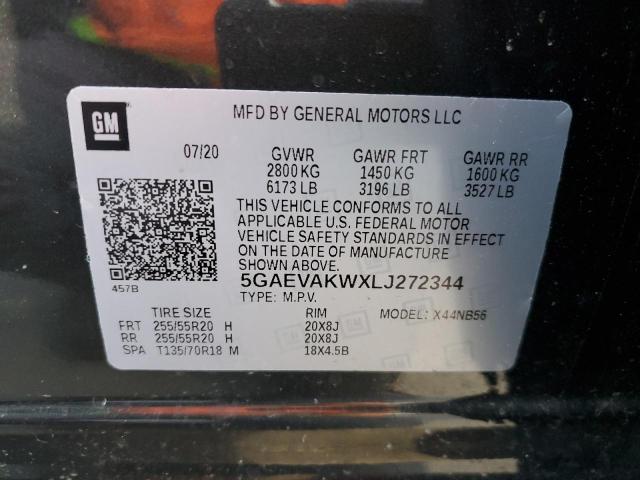 GM
MFD BY GENERAL MOTORS LLC
07/20 GVWR GAWR FRT GAWR RR
2800 KG 1450 KG 1600 KG
6173 LB 3196 LB 3527 LB
THIS VEHICLE CONFORMS TO ALL
APPLICABLE U.S. FEDERAL MOTOR
VEHICLE SAFETY STANDARDS IN EFFECT
ON THE DATE OF MANUFACTURE
SHOWN ABOVE.
457B
5GAEVAKWXLJ272344
TYPE: M.P.V. MODEL: X44NB56
TIRE SIZE RIM
FRT 255/55R20 H 20X8J
RR 255/55R20 H 20X8J
SPA T135/70R18 M 18X4.5B